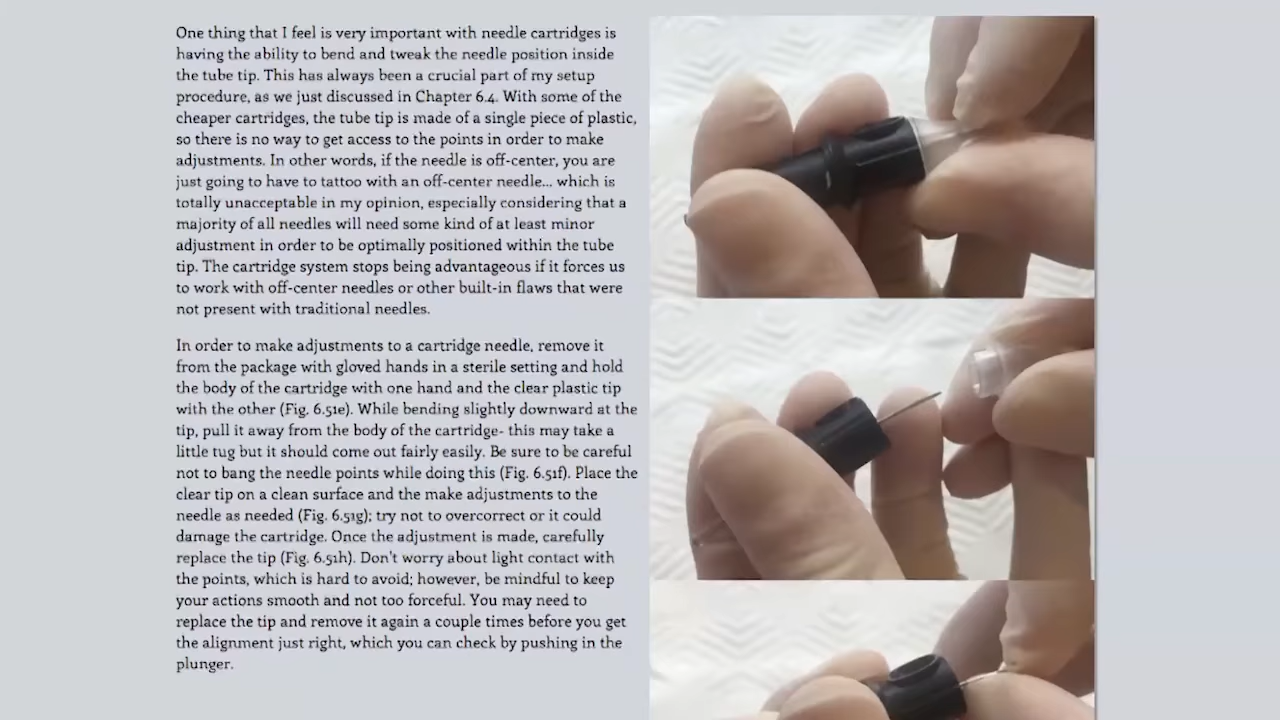 One thing that I feel is very important with needle cartridges is
having the ability to bend and tweak the needle position inside
the tube tip. This has always been a crucial part of my setup
procedure, as we just discussed in Chapter 6.4. With some of the
cheaper cartridges, the tube tip is made of a single piece of plastic,
so there is no way to get access to the points in order to make
adjustments. In other words, if the needle is off-center, you are
just going to have to tattoo with an off-center needle... which is
totally unacceptable in my opinion, especially considering that a
majority of all needles will need some kind of at least minor
adjustment in order to be optimally positioned within the tube
tip. The cartridge system stops being advantageous if it forces us
to work with off-center needles or other built-in flaws that were
not present with traditional needles.
In order to make adjustments to a cartridge needle, remove it
from the package with gloved hands in a sterile setting and hold
the body of the cartridge with one hand and the clear plastic tip
with the other (Fig. 6.51e). While bending slightly downward at the
tip, pull it away from the body of the cartridge- this may take a
little tug but it should come out fairly easily. Be sure to be careful
not to bang the needle points while doing this (Fig. 6.51f). Place the
clear tip on a clean surface and the make adjustments to the
needle as needed (Fig. 6.51g); try not to overcorrect or it could
damage the cartridge. Once the adjustment is made, carefully
replace the tip (Fig. 6.51h). Don't worry about light contact with
the points, which is hard to avoid; however, be mindful to keep
your actions smooth and not too forceful. You may need to
replace the tip and remove it again a couple times before you get
the alignment just right, which you can check by pushing in the
plunger.